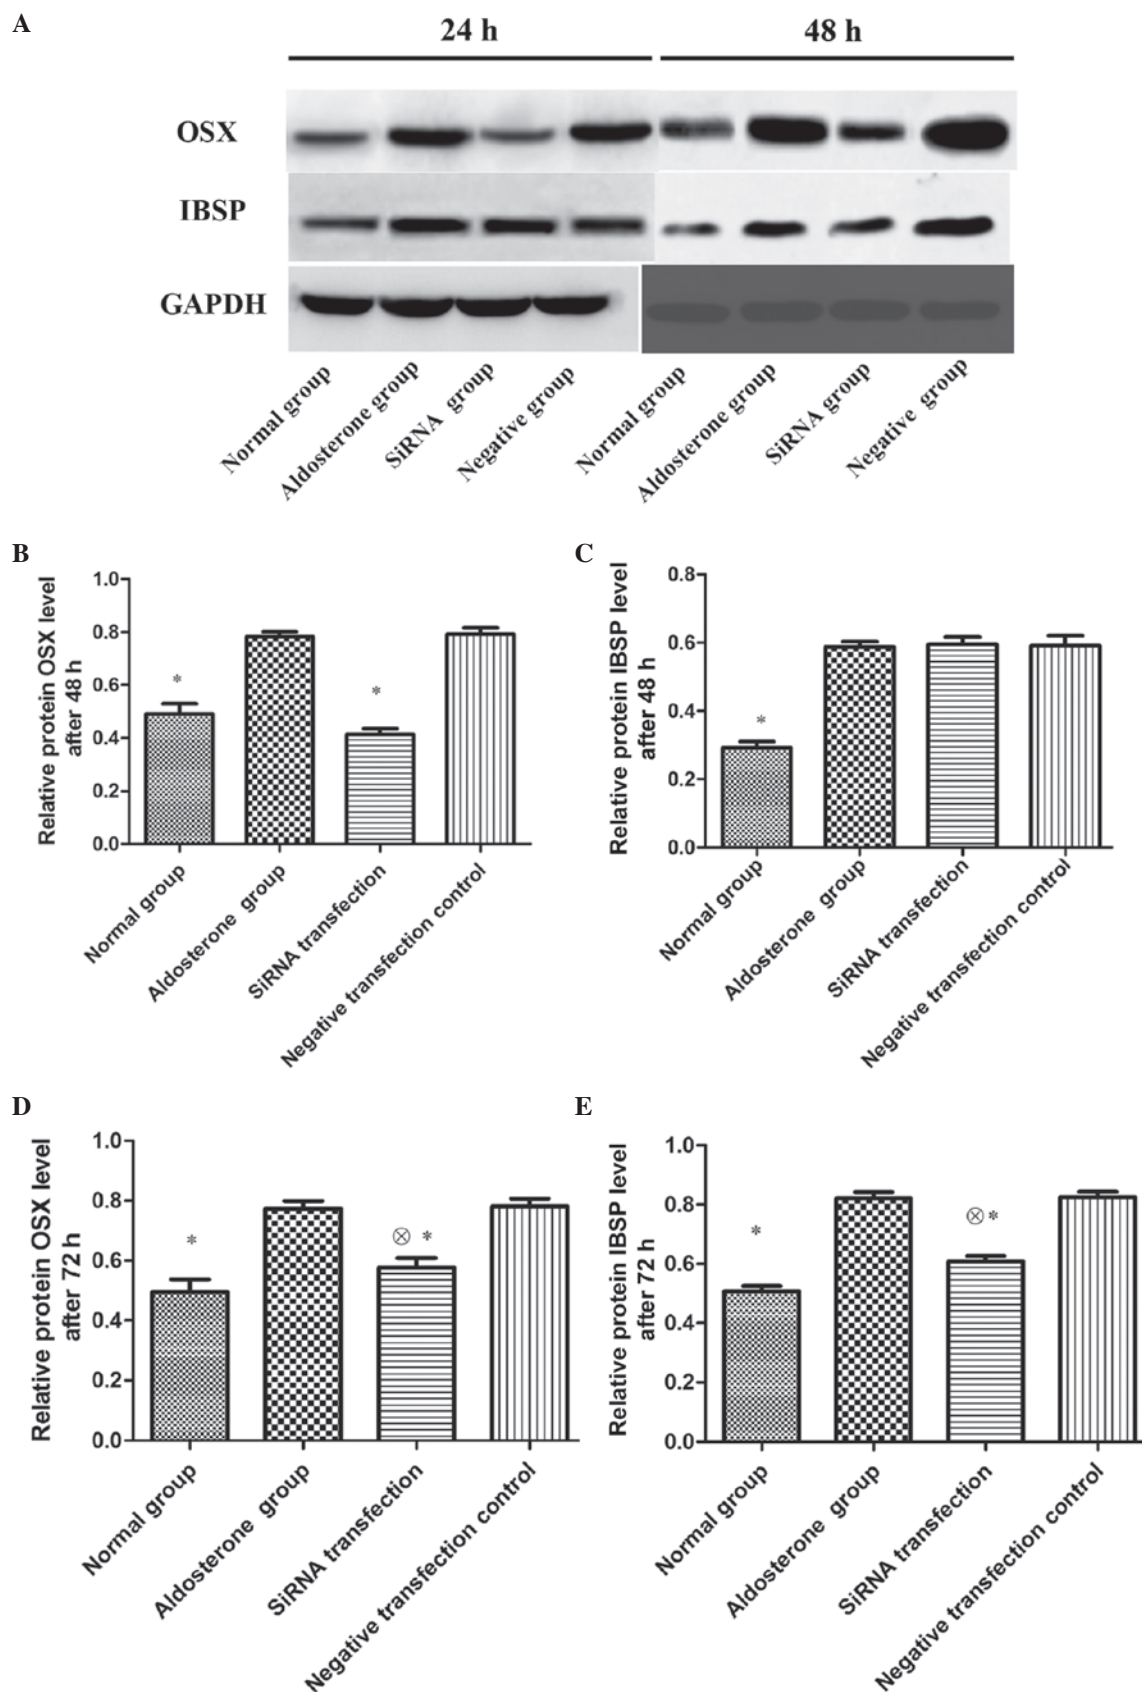 A
24 h
48 h
OSX
IBSP
GAPDH
Normal group
Aldosterone group
SiRNA group
Negative group
Normal group
Aldosterone group
SiRNA group
Negative group
B
Relative protein OSX level
after 48 h
1.0
0.8
0.6
0.4
0.2
0.0
*
*
Normal group
Aldosterone group
SiRNA transfection
Negative transfection control
C
Relative protein IBSP level
after 48 h
0.8
0.6
0.4
0.2
0.0
*
Normal group
Aldosterone group
SiRNA transfection
Negative transfection control
D
Relative protein OSX level
after 72 h
1.0
0.8
0.6
0.4
0.2
0.0
*
⊗ *
Normal group
Aldosterone group
SiRNA transfection
Negative transfection control
E
Relative protein IBSP level
after 72 h
1.0
0.8
0.6
0.4
0.2
0.0
*
⊗ *
Normal group
Aldosterone group
SiRNA transfection
Negative transfection control